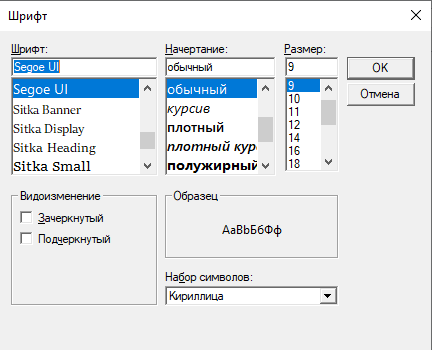 Шрифт
Шрифт:
Segoe UI
Segoe UI
Sitka Banner
Sitka Display
Sitka Heading
Sitka Small
Начертание:
обычный
обычный
курсив
плотный
плотный кур
полужирный
Размер:
9
9
10
11
12
14
16
18
OK
Отмена
Видоизменение
Зачеркнутый
Подчеркнутый
Образец
АаВbБбФф
Набор символов:
Кириллица